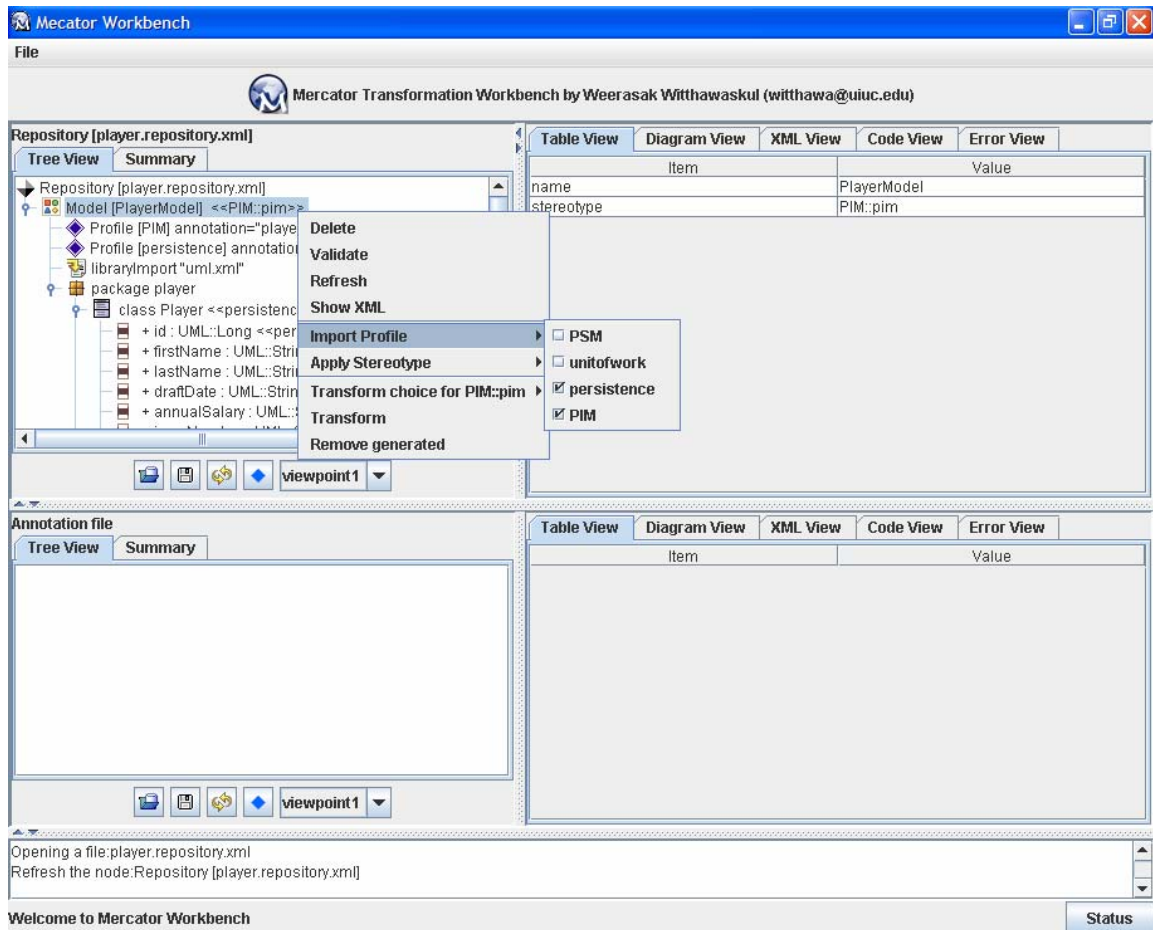 Mecator Workbench
File
Mercator Transformation Workbench by Weerasak Witthawaskul (witthawa@uiuc.edu)
Repository [player.repository.xml]
Tree View Summary
Repository [player.repository.xml]
Model [PlayerModel] <<PIM::pim>>
Profile [PIM] annotation="playe
Profile [persistence] annotation
libraryImport "uml.xml"
package player
class Player <<persistenc
+ id : UML::Long <<per
+ firstName : UML::Stri
+ lastName : UML::Stri
+ draftDate : UML::Strin
+ annualSalary : UML::S
Delete
Validate
Refresh
Show XML
Import Profile
Apply Stereotype
Transform choice for PIM::pim
Transform
Remove generated
PSM
unitofwork
persistence
PIM
viewpoint1
Table View Diagram View XML View Code View Error View
Item Value
name PlayerModel
stereotype PIM::pim
Annotation file
Tree View Summary
viewpoint1
Table View Diagram View XML View Code View Error View
Item Value
Opening a file:player.repository.xml
Refresh the node:Repository [player.repository.xml]
Welcome to Mercator Workbench Status